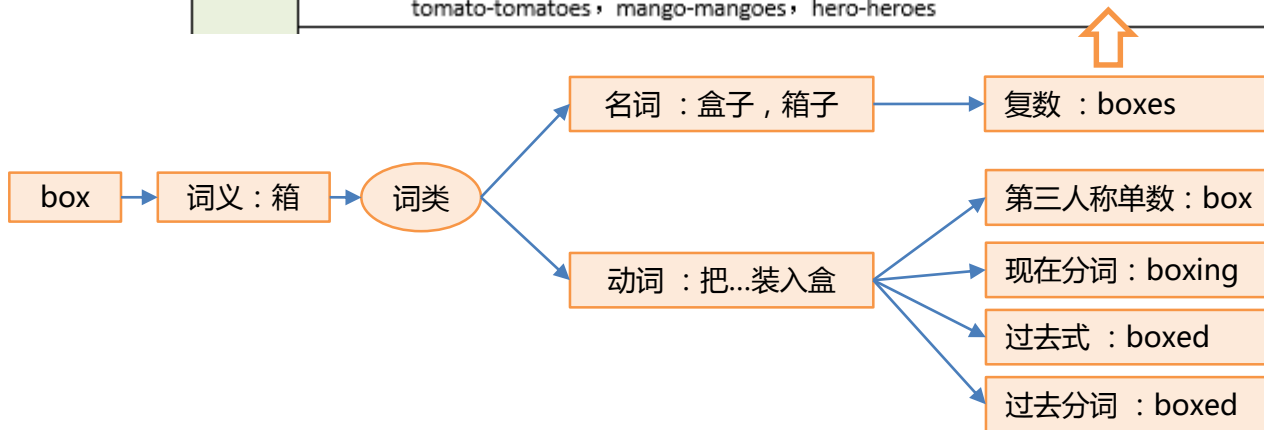 tomato-tomatoes，mango-mangoes，hero-heroes
名词 ：盒子，箱子
复数 ：boxes
box
词义：箱
词类
第三人称单数：box
动词 ：把...装入盒
现在分词：boxing
过去式 ：boxed
过去分词 ：boxed